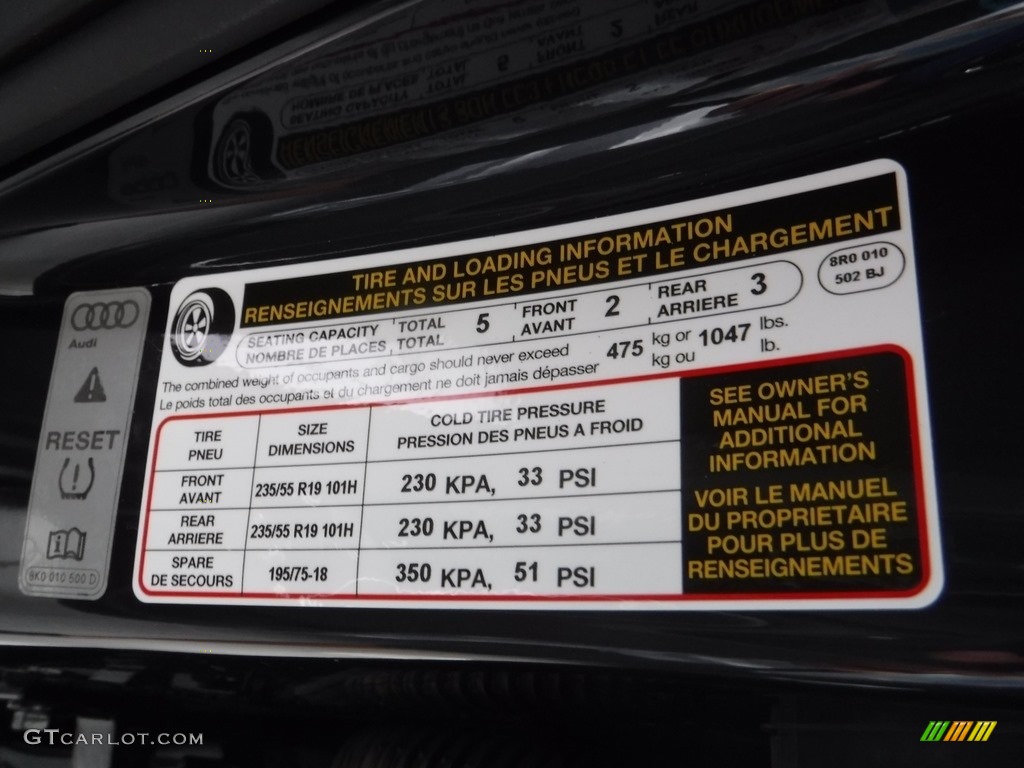 TIRE AND LOADING INFORMATION
RENSEIGNEMENTS SUR LES PNEUS ET LE CHARGEMENT
8R0 010
502 BJ
SEATING CAPACITY TOTAL 5 FRONT 2 REAR 3
NOMBRE DE PLACES, TOTAL AVANT ARRIERE
The combined weight of occupants and cargo should never exceed 475 kg or 1047 lbs.
Le poids total des occupants et du chargement ne doit jamais dépasser kg ou lb.
TIRE SIZE COLD TIRE PRESSURE
PNEU DIMENSIONS PRESSION DES PNEUS A FROID
FRONT
AVANT 235/55 R19 101H 230 KPA, 33 PSI
REAR
ARRIERE 235/55 R19 101H 230 KPA, 33 PSI
SPARE
DE SECOURS 195/75-18 350 KPA, 51 PSI
SEE OWNER'S
MANUAL FOR
ADDITIONAL
INFORMATION
VOIR LE MANUEL
DU PROPRIETAIRE
POUR PLUS DE
RENSEIGNEMENTS
Audi
RESET
8K0 010 500 D
GTCARLOT.COM